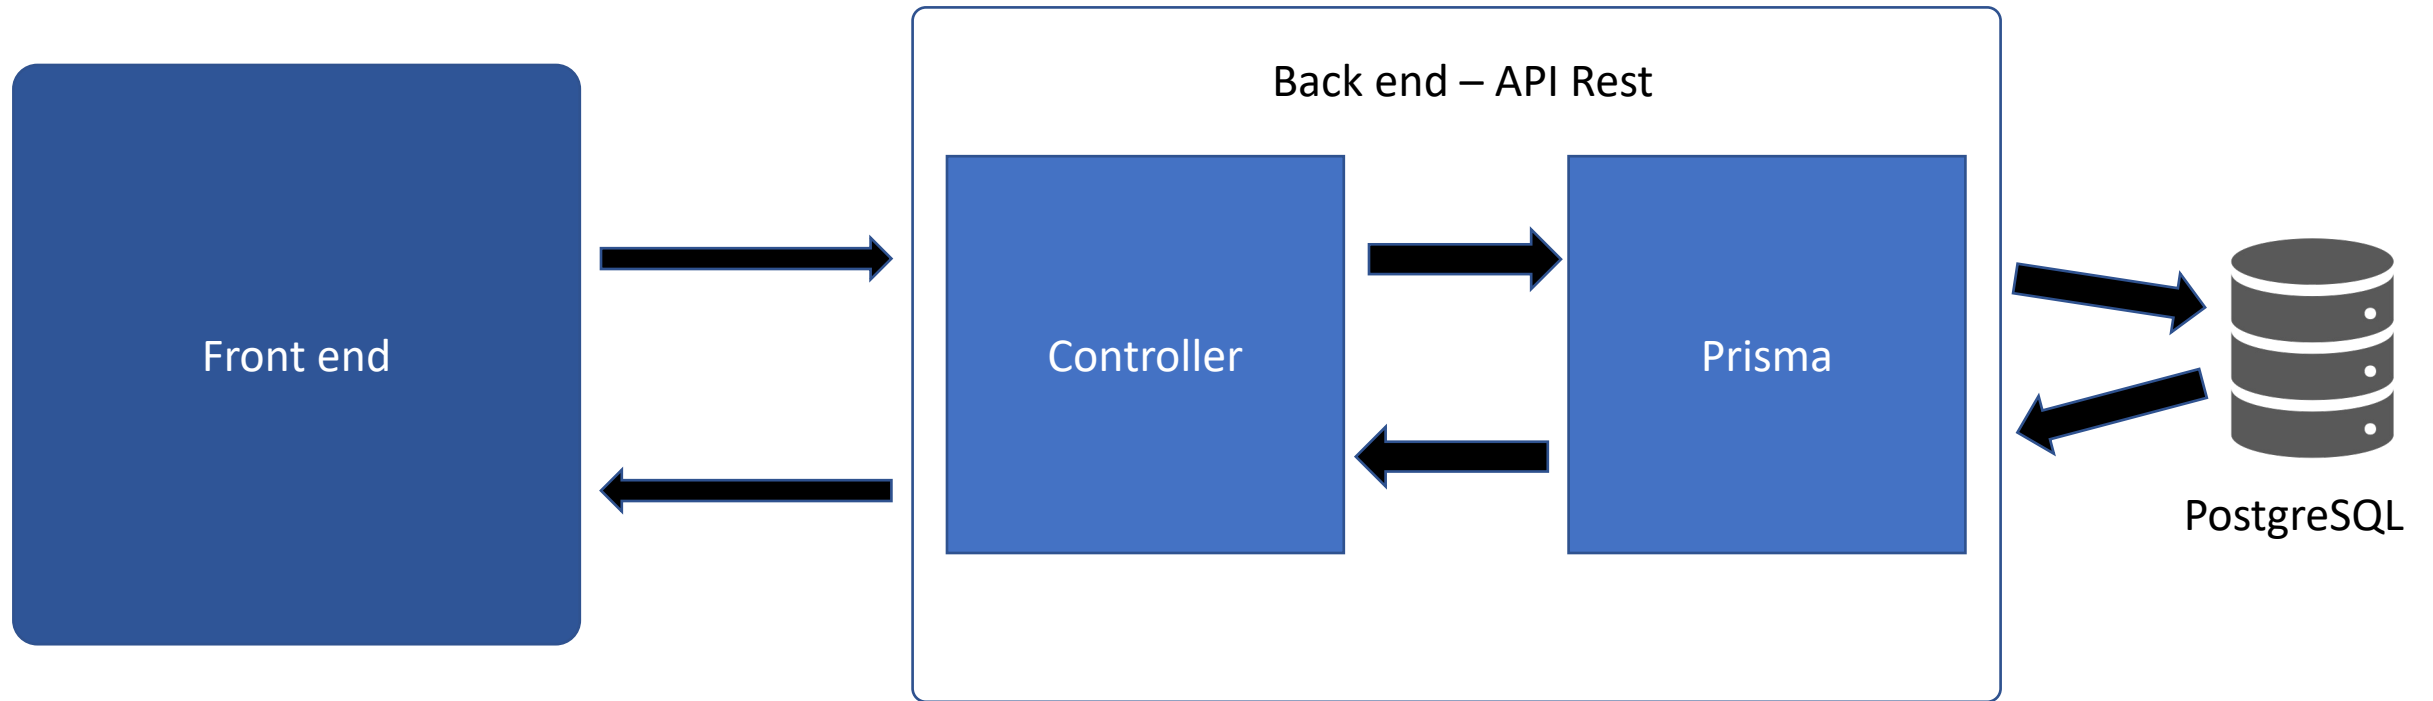 Back end – API Rest
Front end
Controller
Prisma
PostgreSQL